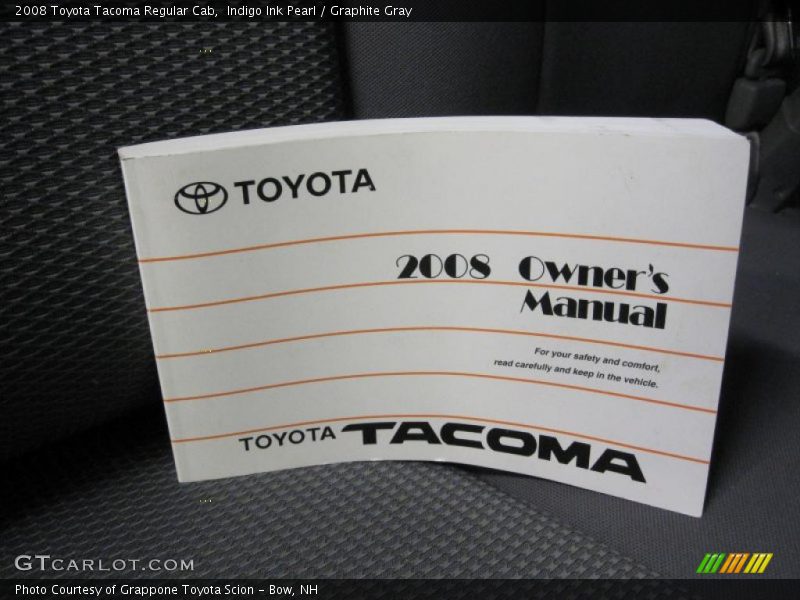 2008 Toyota Tacoma Regular Cab,  Indigo Ink Pearl / Graphite Gray
TOYOTA
2008 Owner's
Manual
For your safety and comfort,
read carefully and keep in the vehicle.
TOYOTA TACOMA
GTCARLOT.COM
Photo Courtesy of Grappone Toyota Scion - Bow, NH